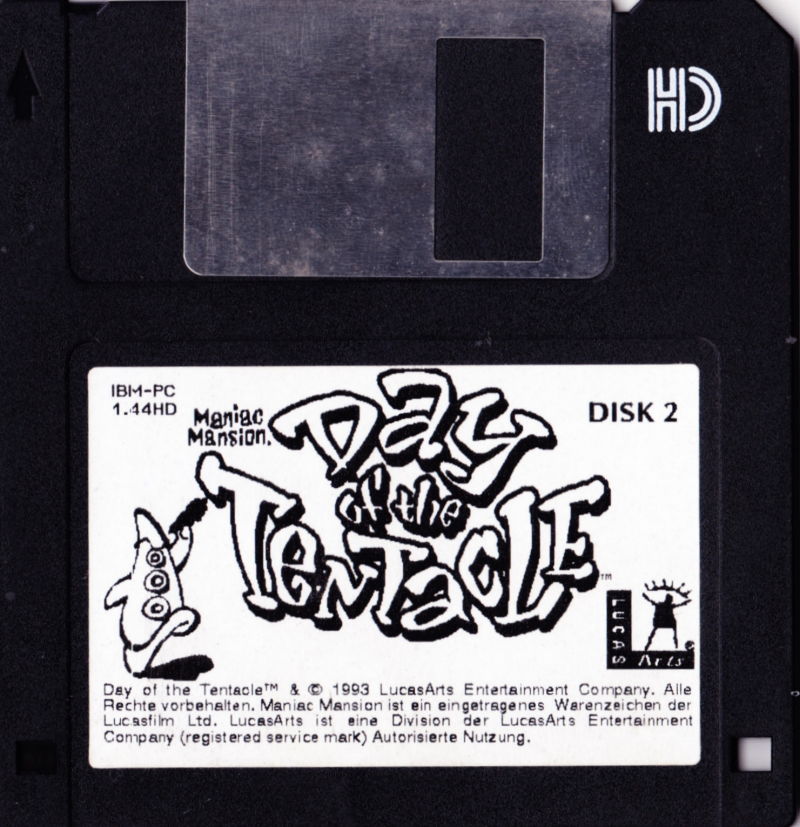 HD
IBM-PC
1.44HD
DISK 2
Maniac
Mansion.
Day
of the
TENTACLE™
LUCAS
Arts
Day of the Tentacle™ & © 1993 LucasArts Entertainment Company. Alle
Rechte vorbehalten. Maniac Mansion ist ein eingetragenes Warenzeichen der
Lucasfilm Ltd. LucasArts ist eine Division der LucasArts Entertainment
Company (registered service mark) Autorisierte Nutzung.